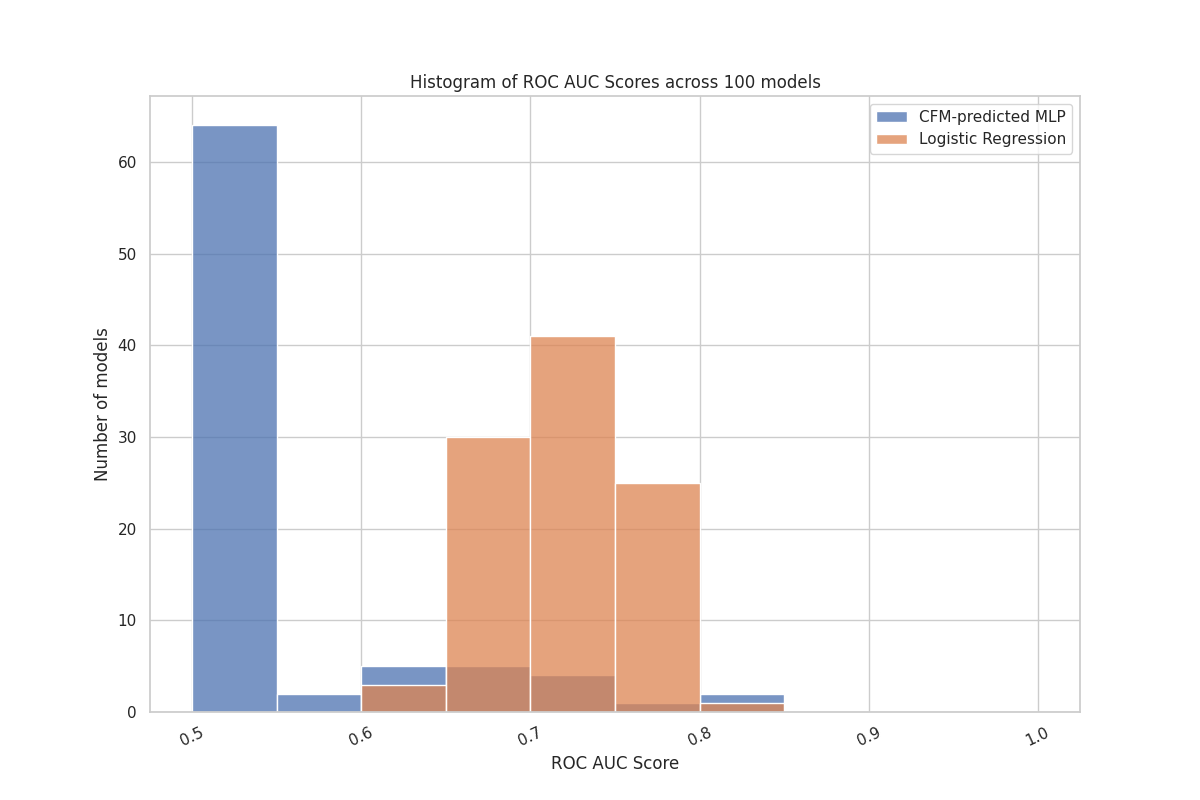 Histogram of ROC AUC Scores across 100 models
CFM-predicted MLP
Logistic Regression
Number of models
60
50
40
30
20
10
0
0.5
0.6
0.7
0.8
0.9
1.0
ROC AUC Score